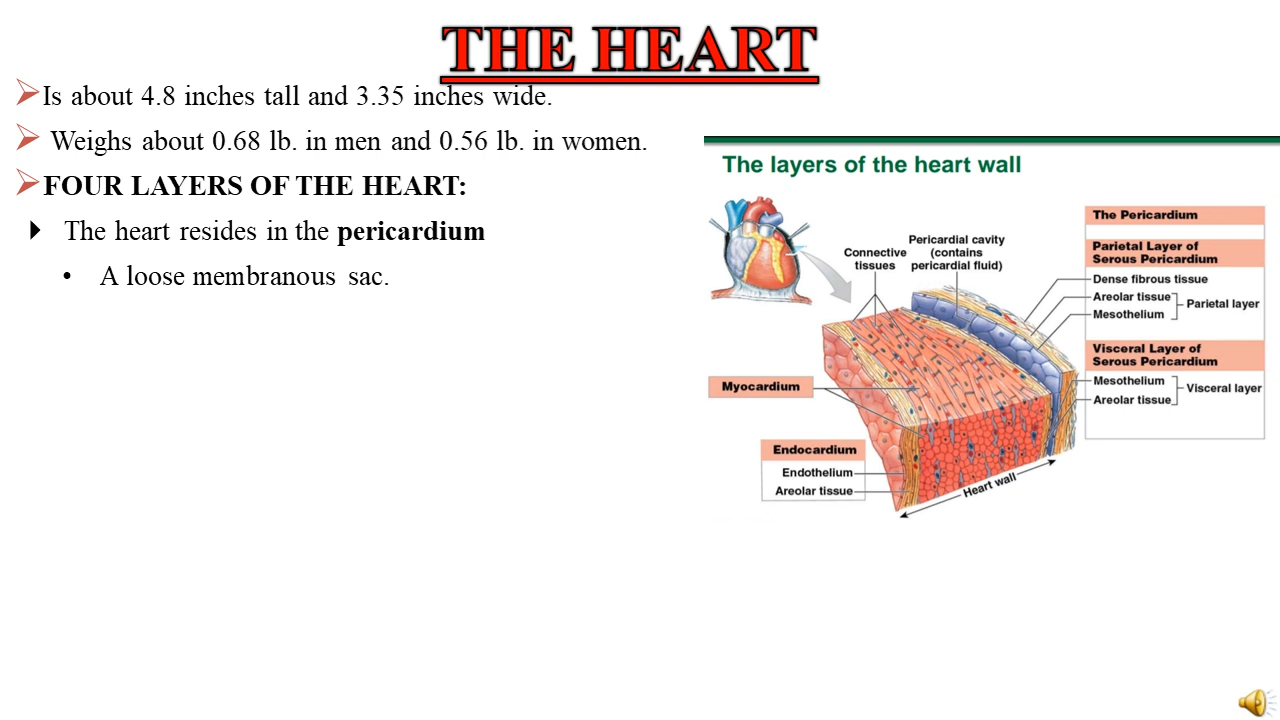 THE HEART
Is about 4.8 inches tall and 3.35 inches wide.
Weighs about 0.68 lb. in men and 0.56 lb. in women.
FOUR LAYERS OF THE HEART:
The heart resides in the pericardium
• A loose membranous sac.
The layers of the heart wall
Connective
tissues
Pericardial cavity
(contains
pericardial fluid)
The Pericardium
Parietal Layer of
Serous Pericardium
Dense fibrous tissue
Areolar tissue
Mesothelium
Parietal layer
Visceral Layer of
Serous Pericardium
Mesothelium
Areolar tissue
Visceral layer
Myocardium
Endocardium
Endothelium
Areolar tissue
Heart wall